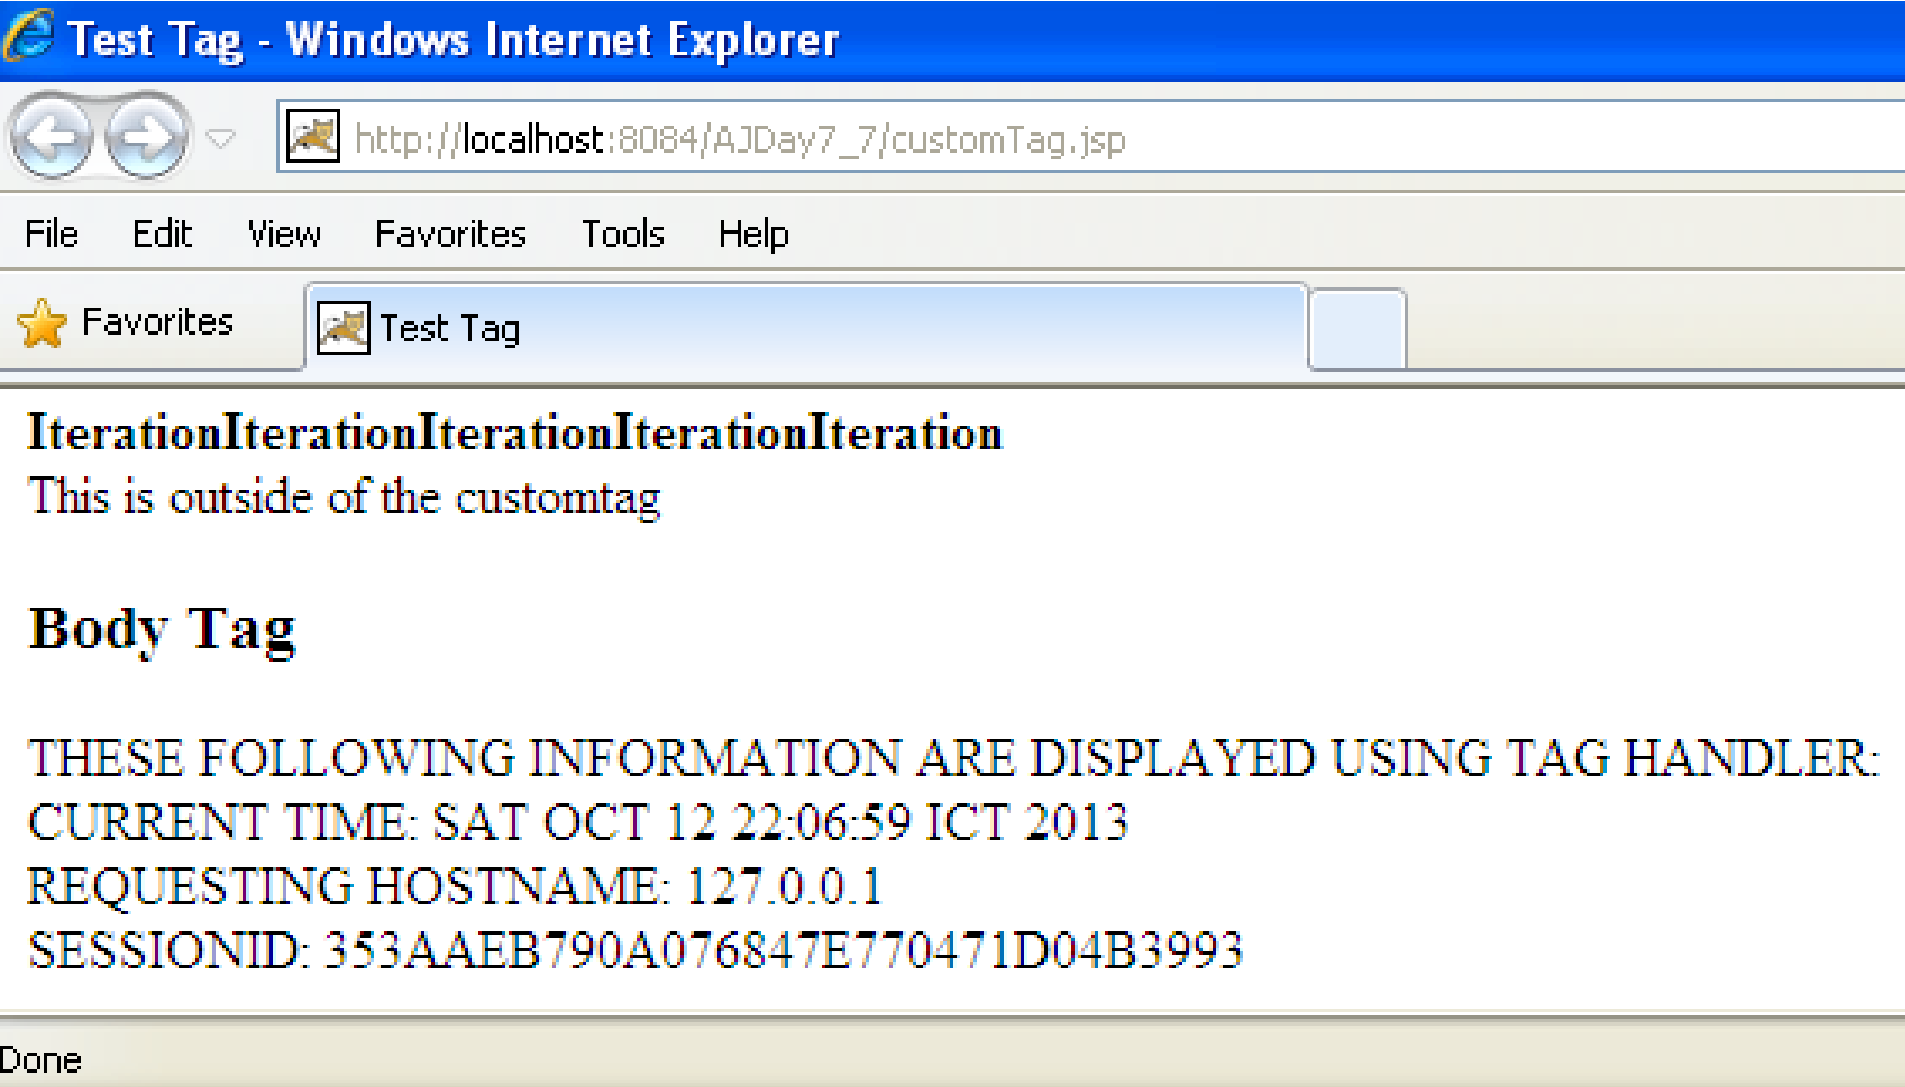 Test Tag - Windows Internet Explorer
http://localhost:8084/AJDay7_7/customTag.jsp
File Edit View Favorites Tools Help
Favorites Test Tag
IterationIterationIterationIterationIteration
This is outside of the customtag
Body Tag
THESE FOLLOWING INFORMATION ARE DISPLAYED USING TAG HANDLER:
CURRENT TIME: SAT OCT 12 22:06:59 ICT 2013
REQUESTING HOSTNAME: 127.0.0.1
SESSIONID: 353AAEB790A076847E770471D04B3993
Done